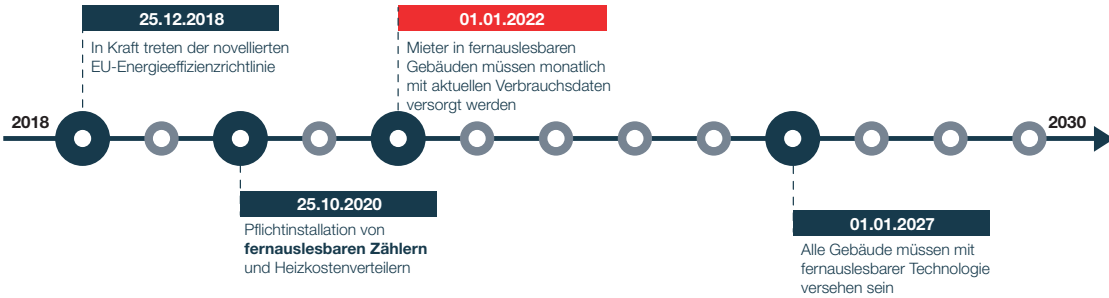 25.12.2018
In Kraft treten der novellierten
EU-Energieeffizienzrichtlinie
01.01.2022
Mieter in fernauslesbaren
Gebäuden müssen monatlich
mit aktuellen Verbrauchsdaten
versorgt werden
2018
2030
25.10.2020
Pflichtinstallation von
fernauslesbaren Zählern
und Heizkostenverteilern
01.01.2027
Alle Gebäude müssen mit
fernauslesbarer Technologie
versehen sein